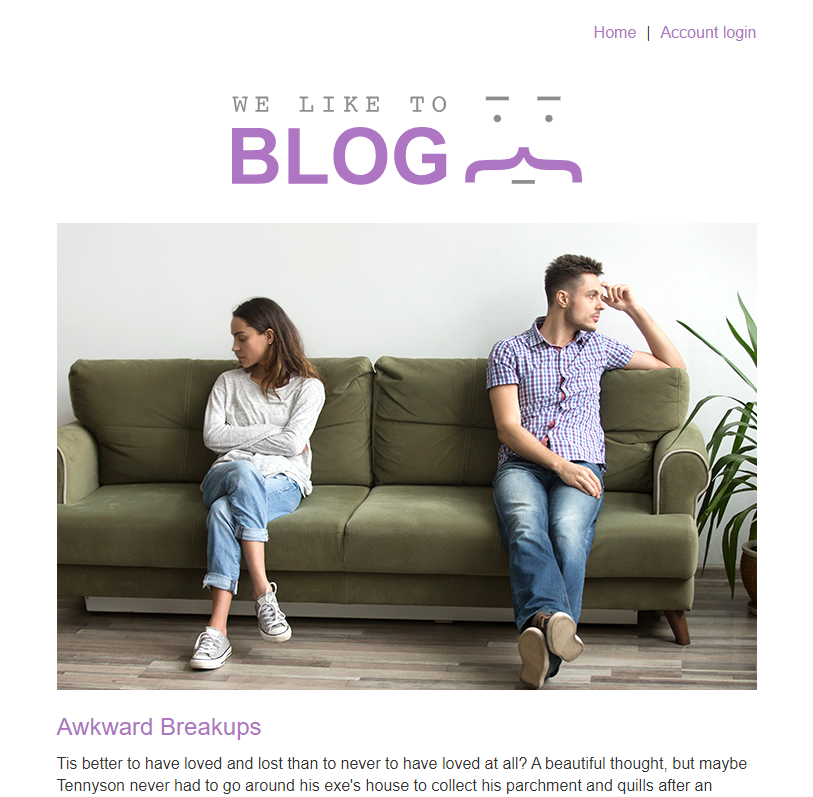 Home | Account login
WE LIKE TO
BLOG
Awkward Breakups
Tis better to have loved and lost than to never to have loved at all? A beautiful thought, but maybe
Tennyson never had to go around his exe's house to collect his parchment and quills after an